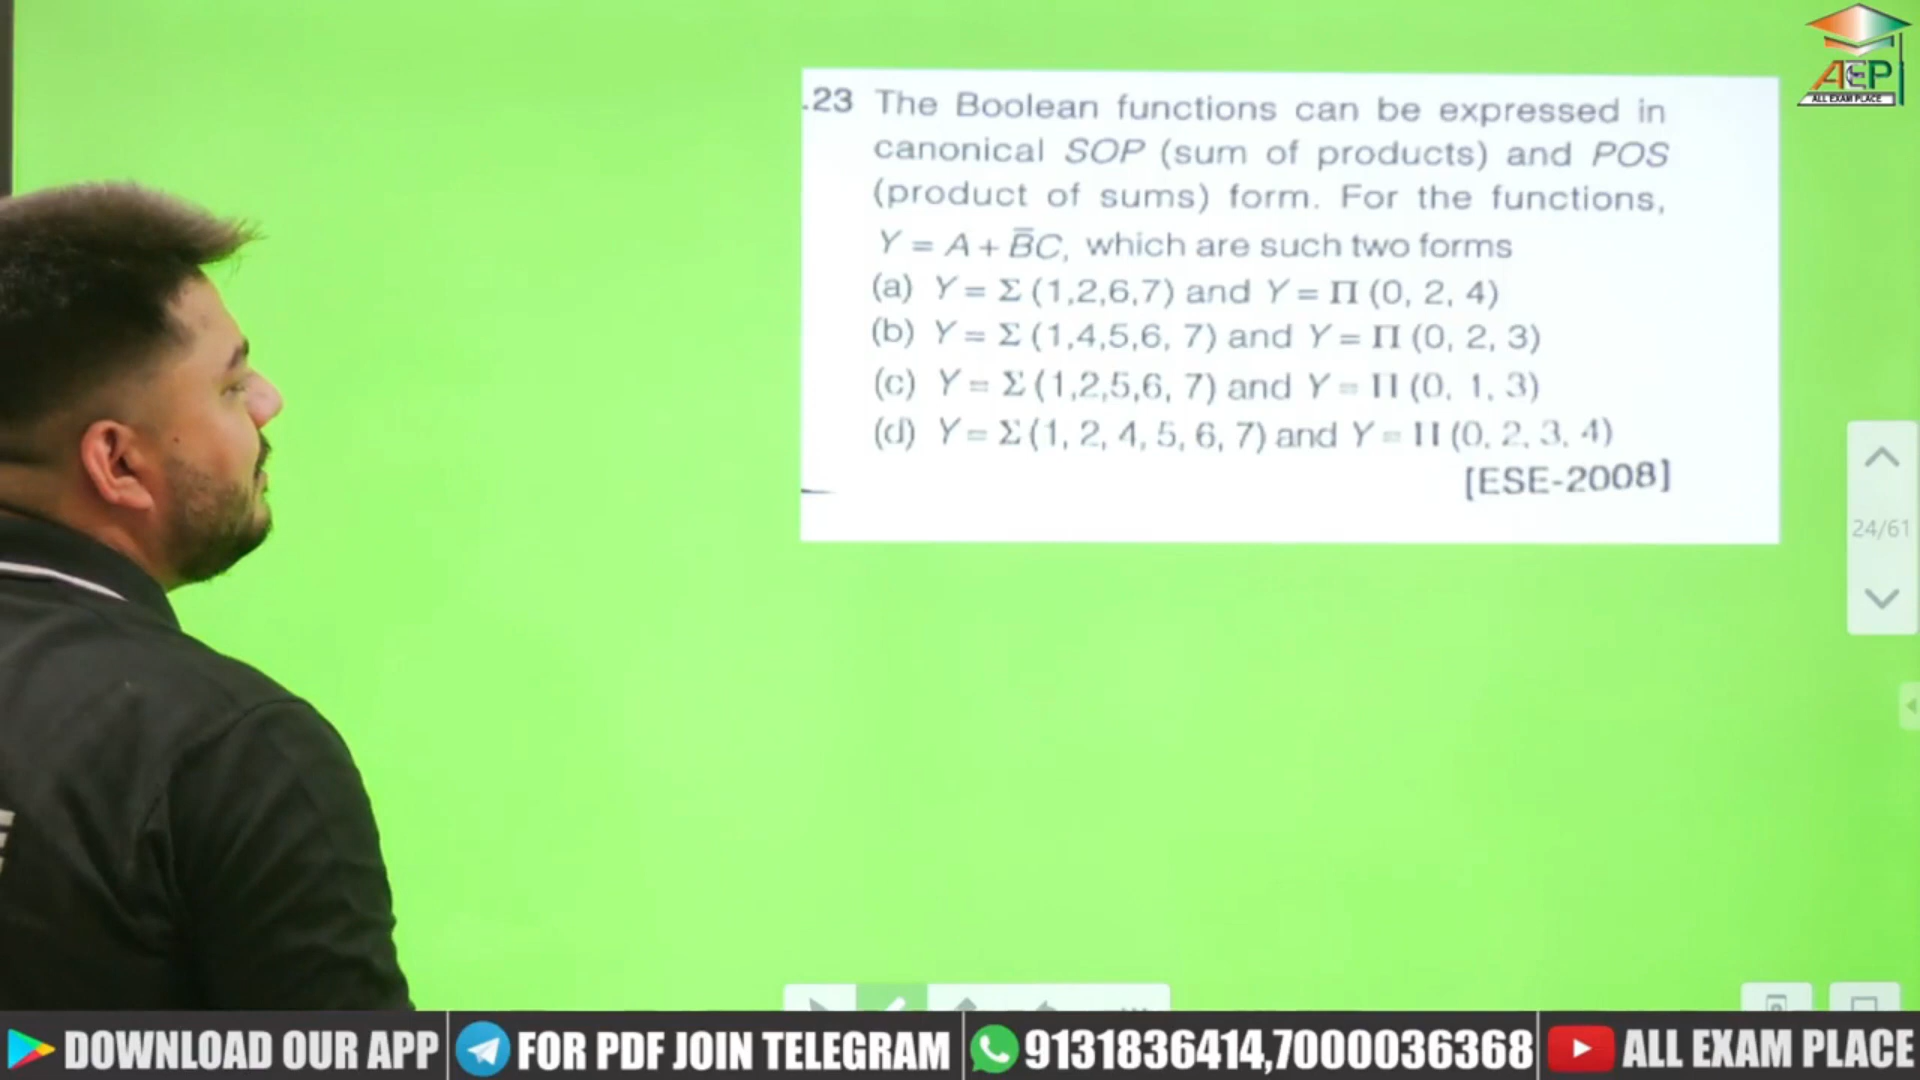 .23 The Boolean functions can be expressed in
canonical SOP (sum of products) and POS
(product of sums) form. For the functions,
Y = A + B̅C, which are such two forms
(a) Y = Σ (1,2,6,7) and Y = Π (0, 2, 4)
(b) Y = Σ (1,4,5,6, 7) and Y = Π (0, 2, 3)
(c) Y = Σ (1,2,5,6, 7) and Y = Π (0, 1, 3)
(d) Y = Σ (1, 2, 4, 5, 6, 7) and Y = Π (0, 2, 3, 4)
[ESE-2008]
AEP
ALL EXAM PLACE
24/61
DOWNLOAD OUR APP
FOR PDF JOIN TELEGRAM
9131836414,7000036368
ALL EXAM PLACE